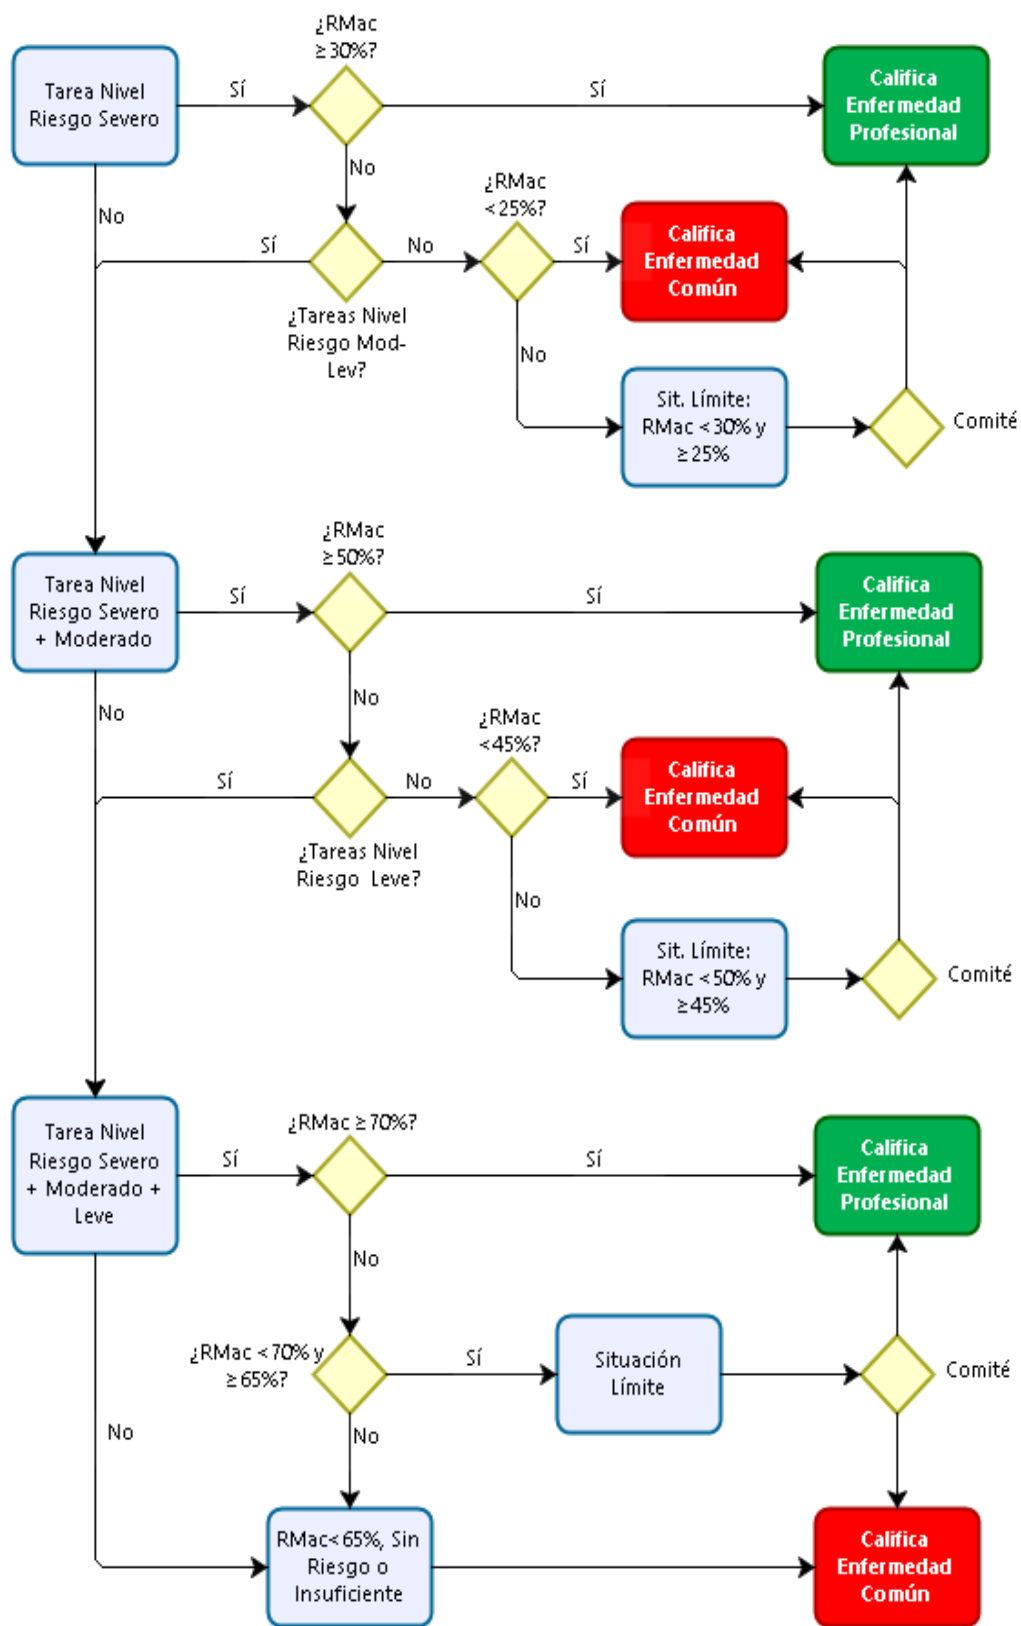 ¿RMac
≥30%?
Tarea Nivel
Riesgo Severo
Sí
Sí
Califica
Enfermedad
Profesional
No
No
¿RMac
<25%?
Sí
No
Sí
Califica
Enfermedad
Común
¿Tareas Nivel
Riesgo Mod-
Lev?
No
Sit. Límite:
RMac <30% y
≥25%
Comité
¿RMac
≥50%?
Tarea Nivel
Riesgo Severo
+ Moderado
Sí
Sí
Califica
Enfermedad
Profesional
No
No
¿RMac
<45%?
Sí
No
Sí
Califica
Enfermedad
Común
¿Tareas Nivel
Riesgo Leve?
No
Sit. Límite:
RMac <50% y
≥45%
Comité
¿RMac ≥70%?
Tarea Nivel
Riesgo Severo
+ Moderado +
Leve
Sí
Sí
Califica
Enfermedad
Profesional
No
¿RMac <70% y
≥65%?
Sí
Situación
Límite
Comité
No
No
RMac<65%, Sin
Riesgo o
Insuficiente
Califica
Enfermedad
Común